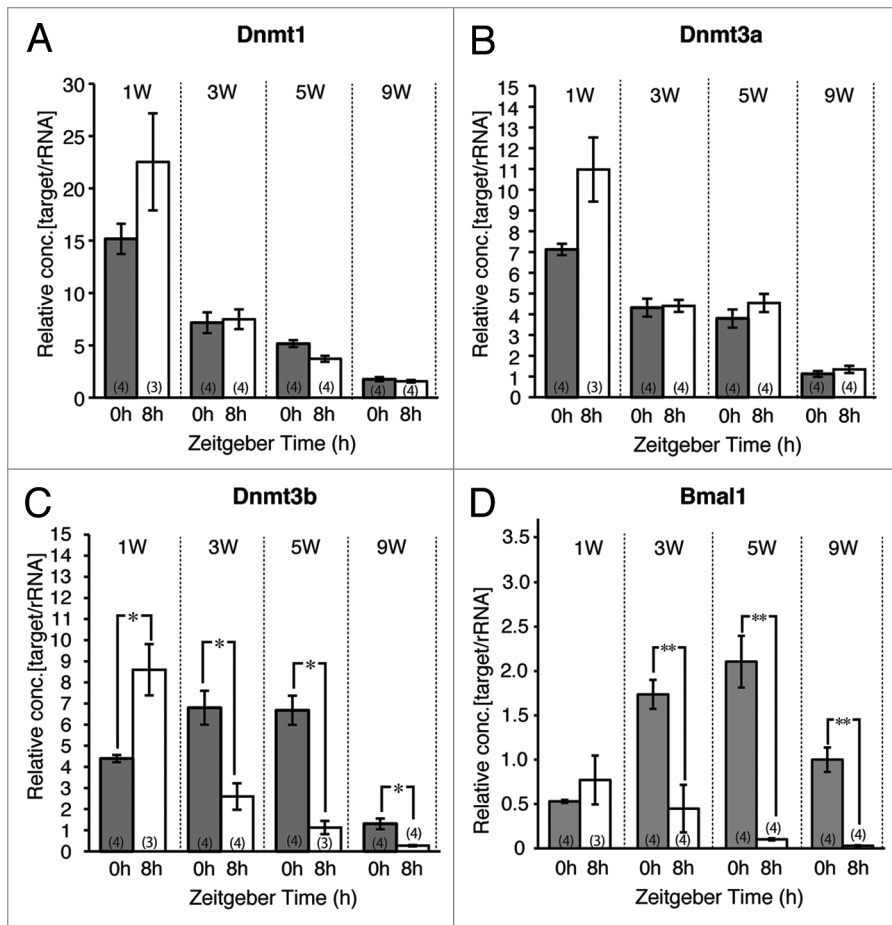 A
Dnmt1
Relative conc.[target/rRNA]
30
25
20
15
10
5
0
1W
3W
5W
9W
(4)
(3)
(4)
(4)
(4)
(4)
(4)
(4)
0h 8h
0h 8h
0h 8h
0h 8h
Zeitgeber Time (h)
B
Dnmt3a
Relative conc.[target/rRNA]
15
14
13
12
11
10
9
8
7
6
5
4
3
2
1
0
1W
3W
5W
9W
(4)
(3)
(4)
(4)
(4)
(4)
(4)
(4)
0h 8h
0h 8h
0h 8h
0h 8h
Zeitgeber Time (h)
C
Dnmt3b
Relative conc.[target/rRNA]
15
14
13
12
11
10
9
8
7
6
5
4
3
2
1
0
1W
3W
5W
9W
*
*
*
*
(4)
(3)
(4)
(4)
(4)
(3)
(4)
(4)
0h 8h
0h 8h
0h 8h
0h 8h
Zeitgeber Time (h)
D
Bmal1
Relative conc.[target/rRNA]
3.5
3.0
2.5
2.0
1.5
1.0
0.5
0
1W
3W
5W
9W
**
**
**
(4)
(3)
(4)
(4)
(4)
(4)
(4)
(4)
0h 8h
0h 8h
0h 8h
0h 8h
Zeitgeber Time (h)